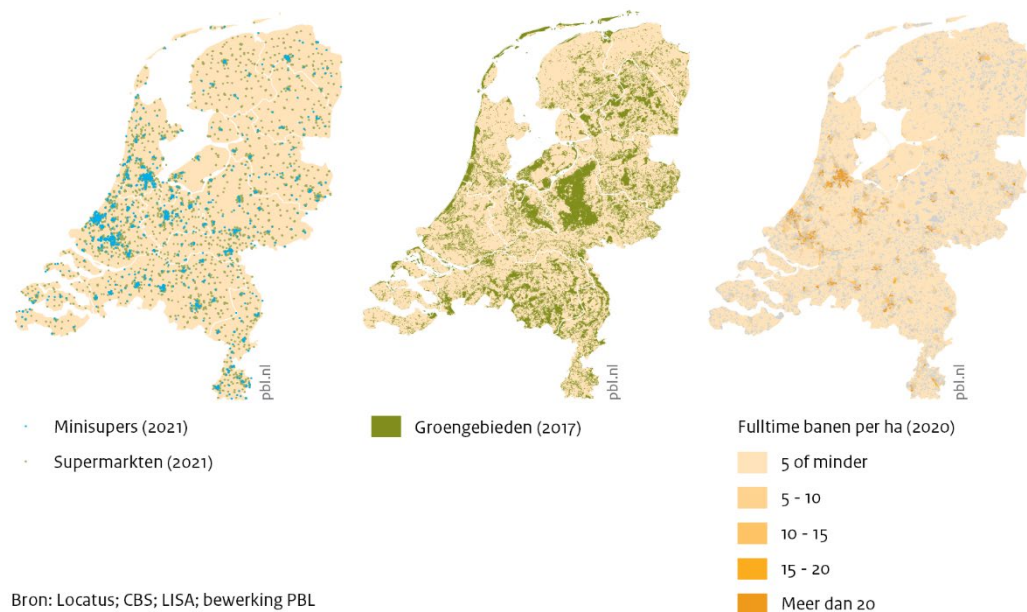 pbl.nl
pbl.nl
pbl.nl
Minisupers (2021)
Supermarkten (2021)
Groengebieden (2017)
Fulltime banen per ha (2020)
5 of minder
5 - 10
10 - 15
15 - 20
Meer dan 20
Bron: Locatus; CBS; LISA; bewerking PBL